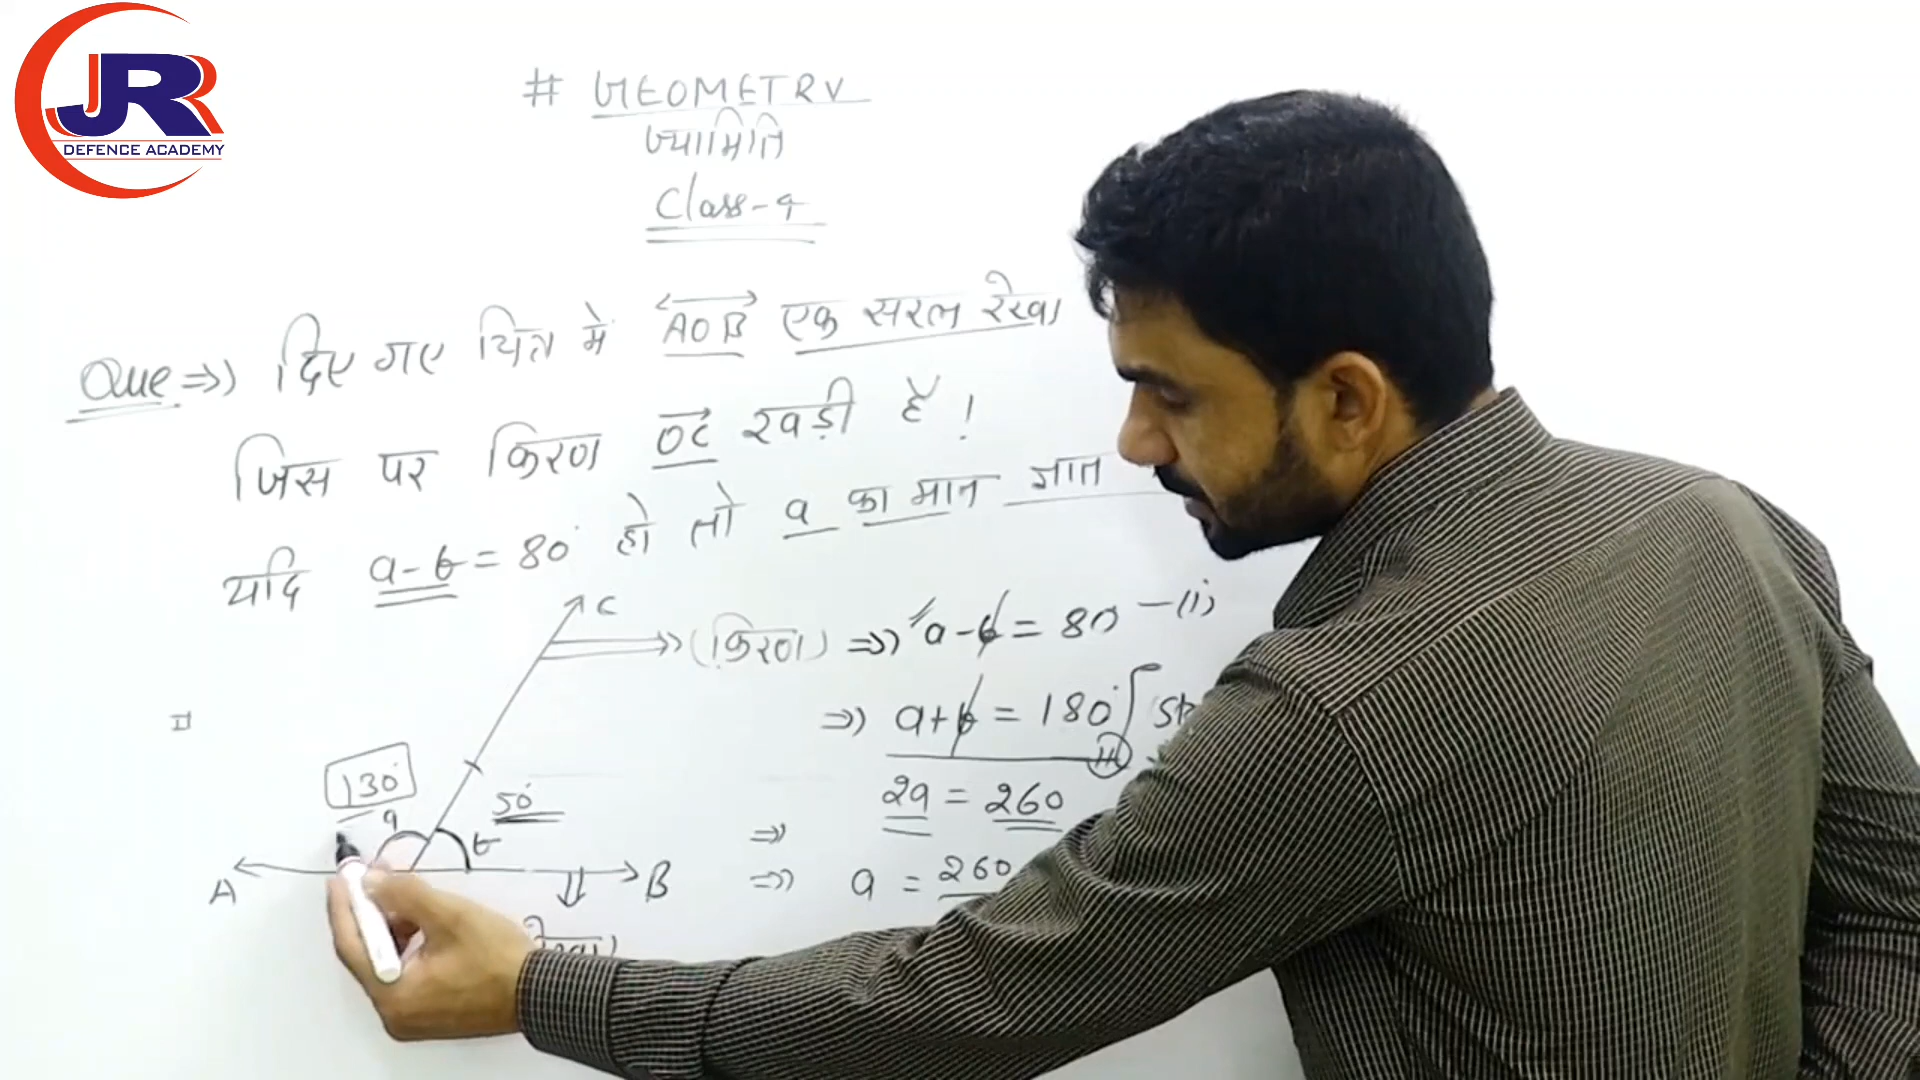 JR
DEFENCE ACADEMY
# GEOMETRY
ज्यामिति
Class-9
Que ⇒) दिए गए चित्र मे AOB एक सरल रेखा
जिस पर किरण OC खड़ी है !
यदि a-b = 80° हो तो a का मान ज्ञात
C
(किरण) ⇒) a-b = 80 -(i)
⇒) a+b = 180°
130°
a
50°
b
2a = 260
⇒)
A
B
⇒) a = 260